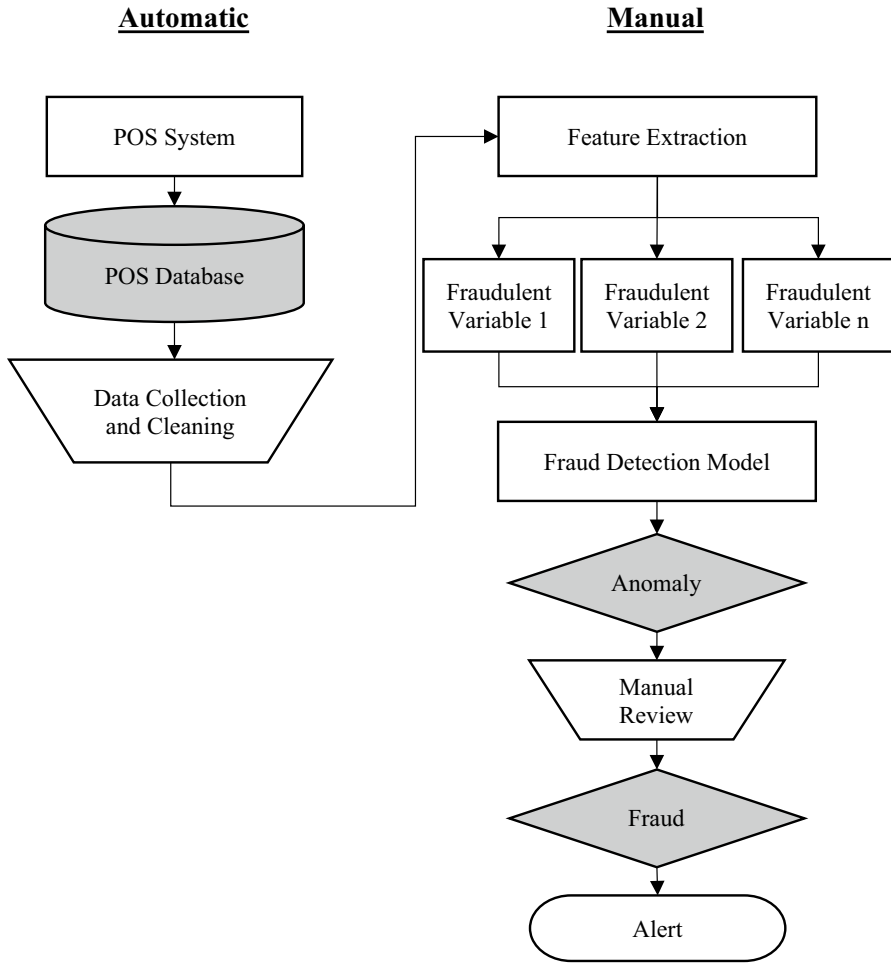 Automatic
Manual
POS System
POS Database
Data Collection
and Cleaning
Feature Extraction
Fraudulent
Variable 1
Fraudulent
Variable 2
Fraudulent
Variable n
Fraud Detection Model
Anomaly
Manual
Review
Fraud
Alert